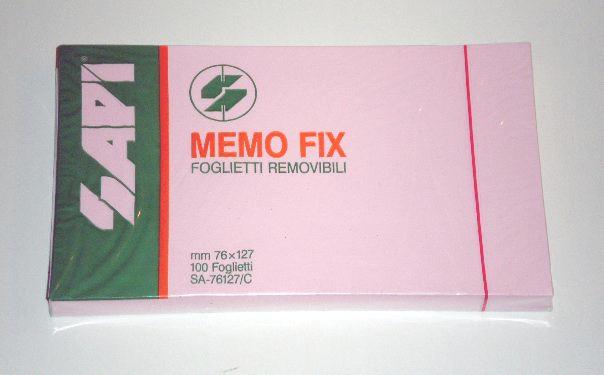 SAPI®
MEMO FIX
FOGLIETTI REMOVIBILI
mm 76×127
100 Foglietti
SA-76127/C